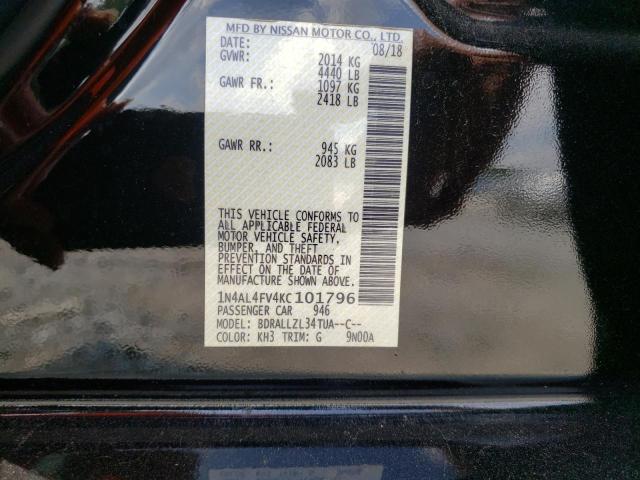 MFD BY NISSAN MOTOR CO., LTD.
DATE: 08/18
GVWR: 2014 KG
4440 LB
GAWR FR.: 1097 KG
2418 LB
GAWR RR.: 945 KG
2083 LB
THIS VEHICLE CONFORMS TO
ALL APPLICABLE FEDERAL
MOTOR VEHICLE SAFETY,
BUMPER, AND THEFT
PREVENTION STANDARDS IN
EFFECT ON THE DATE OF
MANUFACTURE SHOWN ABOVE.
1N4AL4FV4KC101796
PASSENGER CAR 946
MODEL: BDRALLZL34TUA--C--
COLOR: KH3 TRIM: G 9N00A